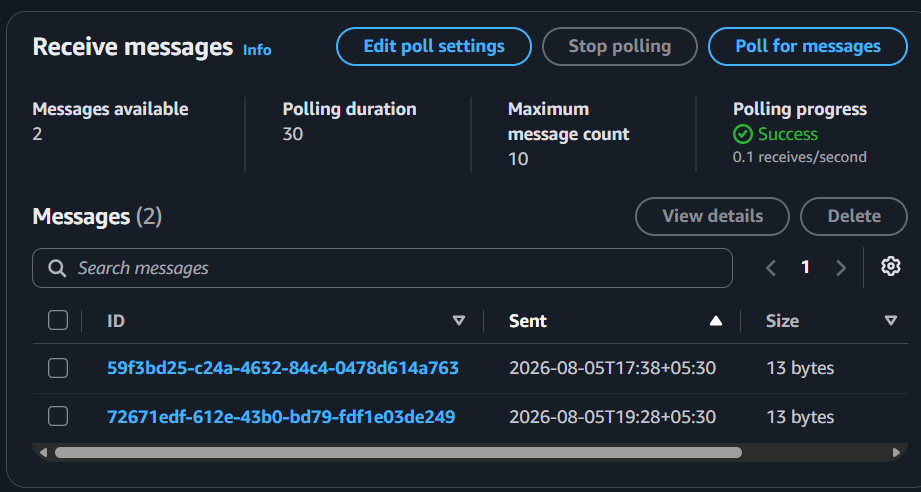 Receive messages Info
Edit poll settings
Stop polling
Poll for messages
Messages available
2
Polling duration
30
Maximum
message count
10
Polling progress
Success
0.1 receives/second
Messages (2)
View details
Delete
Search messages
1
ID
Sent
Size
59f3bd25-c24a-4632-84c4-0478d614a763 2026-08-05T17:38+05:30 13 bytes
72671edf-612e-43b0-bd79-fdf1e03de249 2026-08-05T19:28+05:30 13 bytes